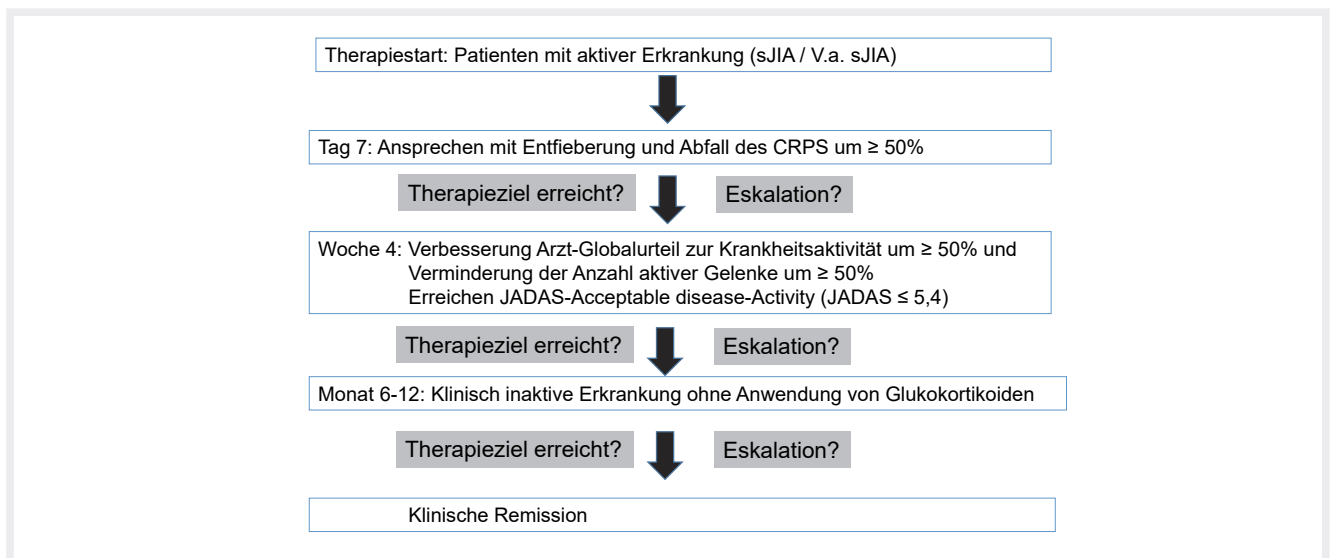 Therapiestart: Patienten mit aktiver Erkrankung (sJIA / V.a. sJIA)
Tag 7: Ansprechen mit Entfieberung und Abfall des CRPS um ≥ 50%
Therapieziel erreicht? Eskalation?
Woche 4: Verbesserung Arzt-Globalurteil zur Krankheitsaktivität um ≥ 50% und
Verminderung der Anzahl aktiver Gelenke um ≥ 50%
Erreichen JADAS-Acceptable disease-Activity (JADAS ≤ 5,4)
Therapieziel erreicht? Eskalation?
Monat 6-12: Klinisch inaktive Erkrankung ohne Anwendung von Glukokortikoiden
Therapieziel erreicht? Eskalation?
Klinische Remission